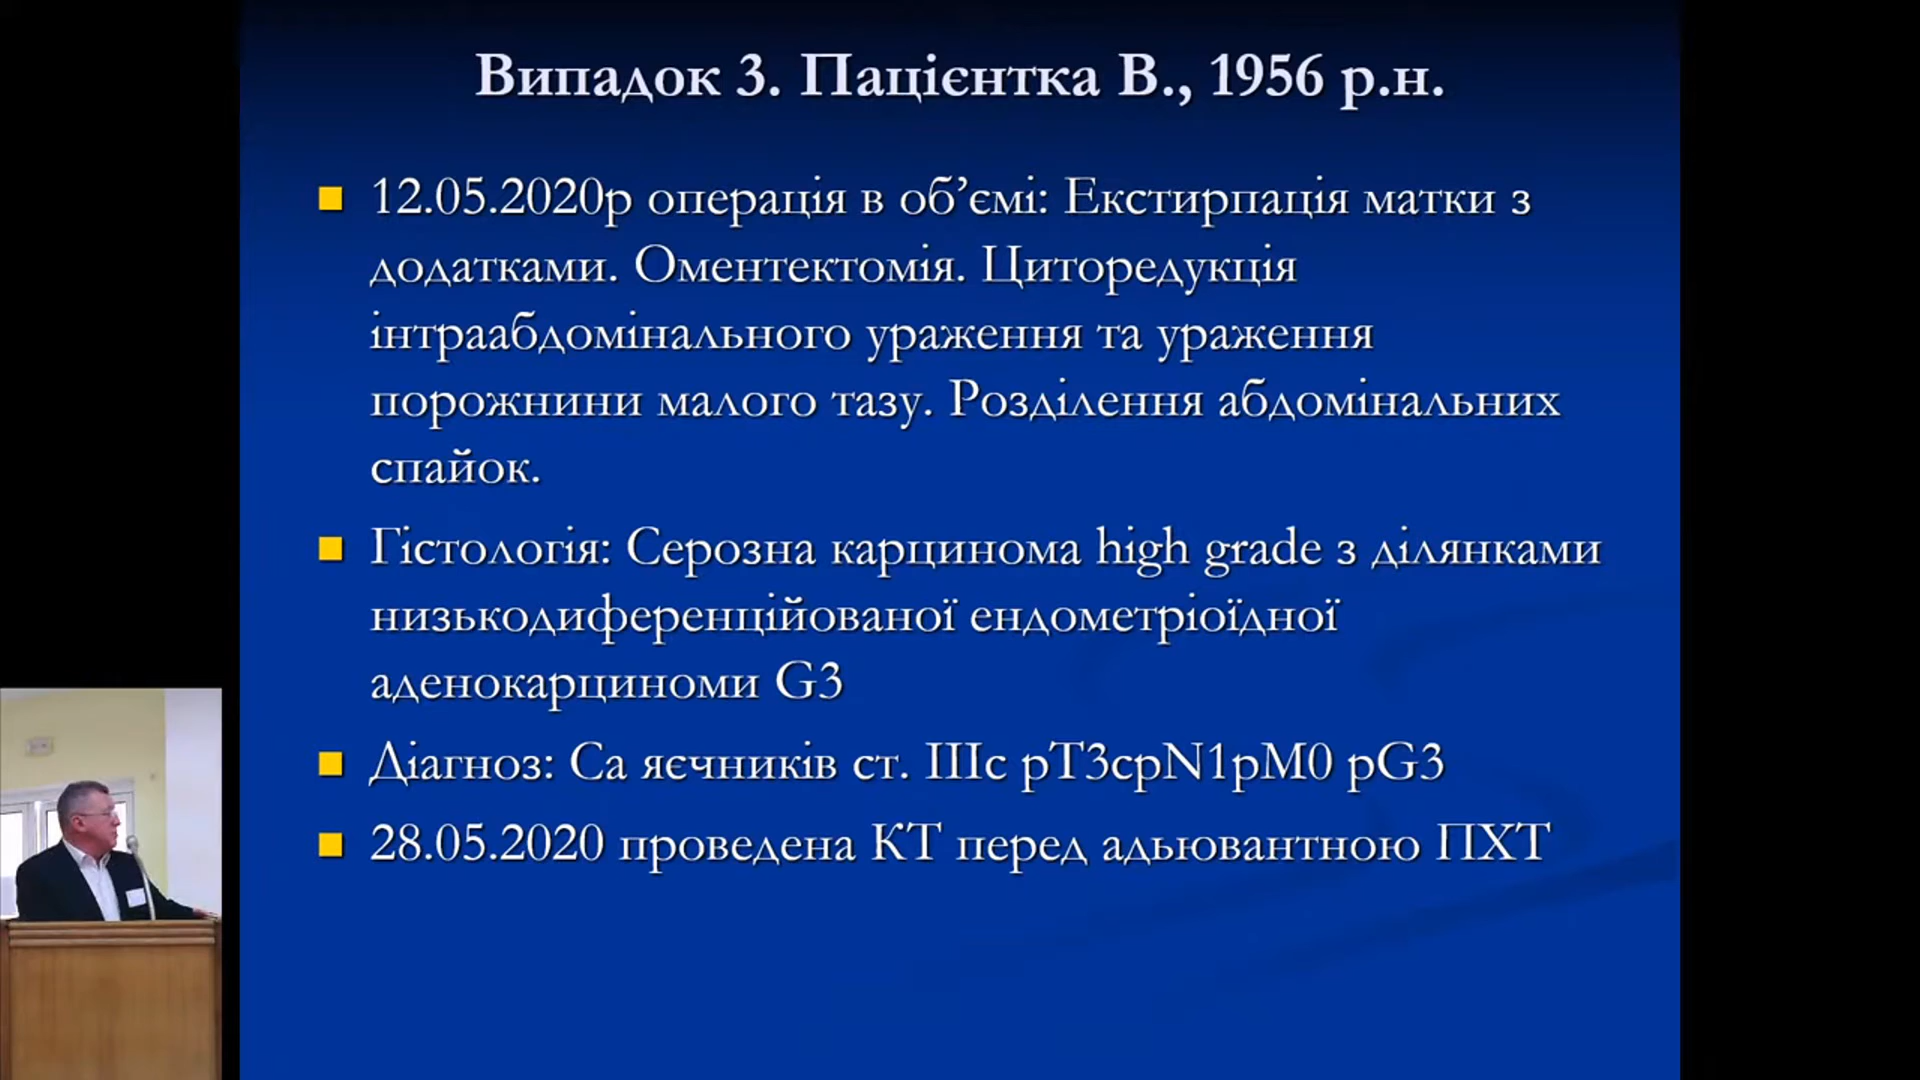 Випадок 3. Пацієнтка В., 1956 р.н.
12.05.2020р операція в об’ємі: Екстирпація матки з
додатками. Оментектомія. Циторедукція
інтраабдомінального ураження та ураження
порожнини малого тазу. Розділення абдомінальних
спайок.
Гістологія: Серозна карцинома high grade з ділянками
низькодиференційованої ендометріоїдної
аденокарциноми G3
Діагноз: Са яєчників ст. IIIс pT3cpN1pM0 pG3
28.05.2020 проведена КТ перед адьювантною ПХТ